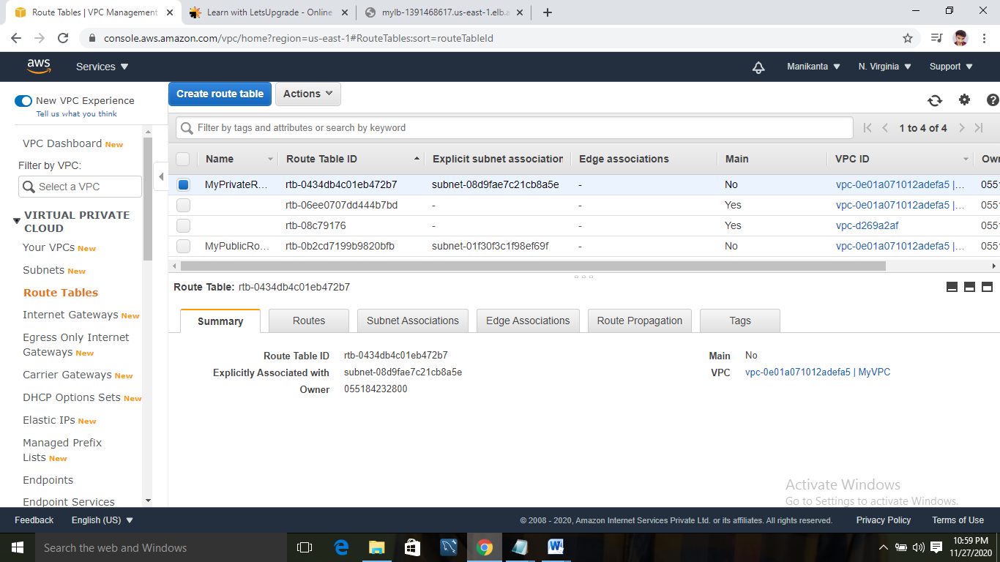 Route Tables | VPC Management
Learn with LetsUpgrade - Online
mylb-1391468617.us-east-1.elb.a
console.aws.amazon.com/vpc/home?region=us-east-1#RouteTables:sort=routeTableId
aws
Services
Manikanta
N. Virginia
Support
New VPC Experience
Tell us what you think
Create route table
Actions
VPC Dashboard New
Filter by VPC:
Select a VPC
VIRTUAL PRIVATE
CLOUD
Your VPCs New
Subnets New
Route Tables
Internet Gateways New
Egress Only Internet
Gateways New
Carrier Gateways New
DHCP Options Sets New
Elastic IPs New
Managed Prefix
Lists New
Endpoints
Endpoint Services
Filter by tags and attributes or search by keyword
1 to 4 of 4
Name Route Table ID Explicit subnet association Edge associations Main VPC ID Own
MyPrivateR... rtb-0434db4c01eb472b7 subnet-08d9fae7c21cb8a5e - No vpc-0e01a071012adefa5 |... 0551
rtb-06ee0707dd444b7bd - - Yes vpc-0e01a071012adefa5 |... 0551
rtb-08c79176 - - Yes vpc-d269a2af 0551
MyPublicRo... rtb-0b2cd7199b9820bfb subnet-01f30f3c1f98ef69f - No vpc-0e01a071012adefa5 |... 0551
Route Table: rtb-0434db4c01eb472b7
Summary
Routes
Subnet Associations
Edge Associations
Route Propagation
Tags
Route Table ID rtb-0434db4c01eb472b7
Explicitly Associated with subnet-08d9fae7c21cb8a5e
Owner 055184232800
Main No
VPC vpc-0e01a071012adefa5 | MyVPC
Activate Windows
Go to Settings to activate Windows.
Feedback
English (US)
© 2008 - 2020, Amazon Internet Services Private Ltd. or its affiliates. All rights reserved.
Privacy Policy
Terms of Use
Search the web and Windows
10:59 PM
11/27/2020